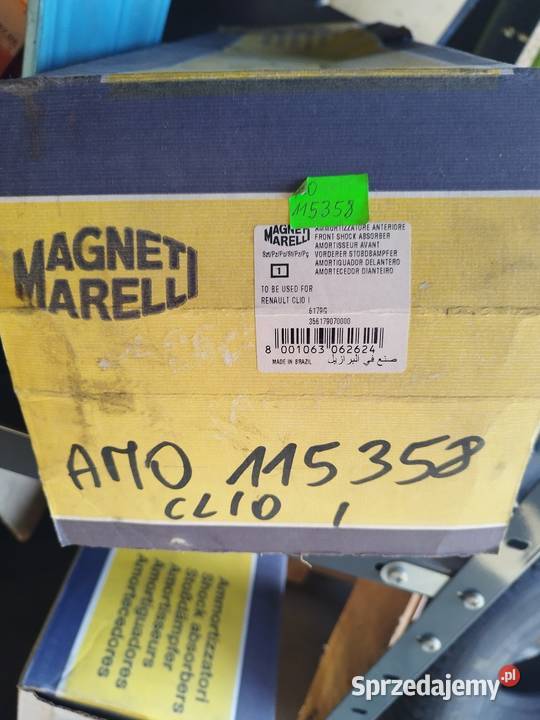 AMO
115358
MAGNETI
MARELLI
AMMORTIZZATORE ANTERIORE
FRONT SHOCK ABSORBER
AMORTISSEUR AVANT
VORDERER STOßDÄMPFER
AMORTIGUADOR DELANTERO
AMORTECEDOR DIANTEIRO
MAGNETI
MARELLI
1
TO BE USED FOR
RENAULT CLIO I
6179G
356179070000
8 001063 062624
MADE IN BRAZIL صنع في البرازيل
AMO 115358
CLIO I
Ammortizzatori
Shock absorbers
Stoßdämpfer
Amortisseurs
Amortiguadores
Amortecedores
Sprzedajemy.pl